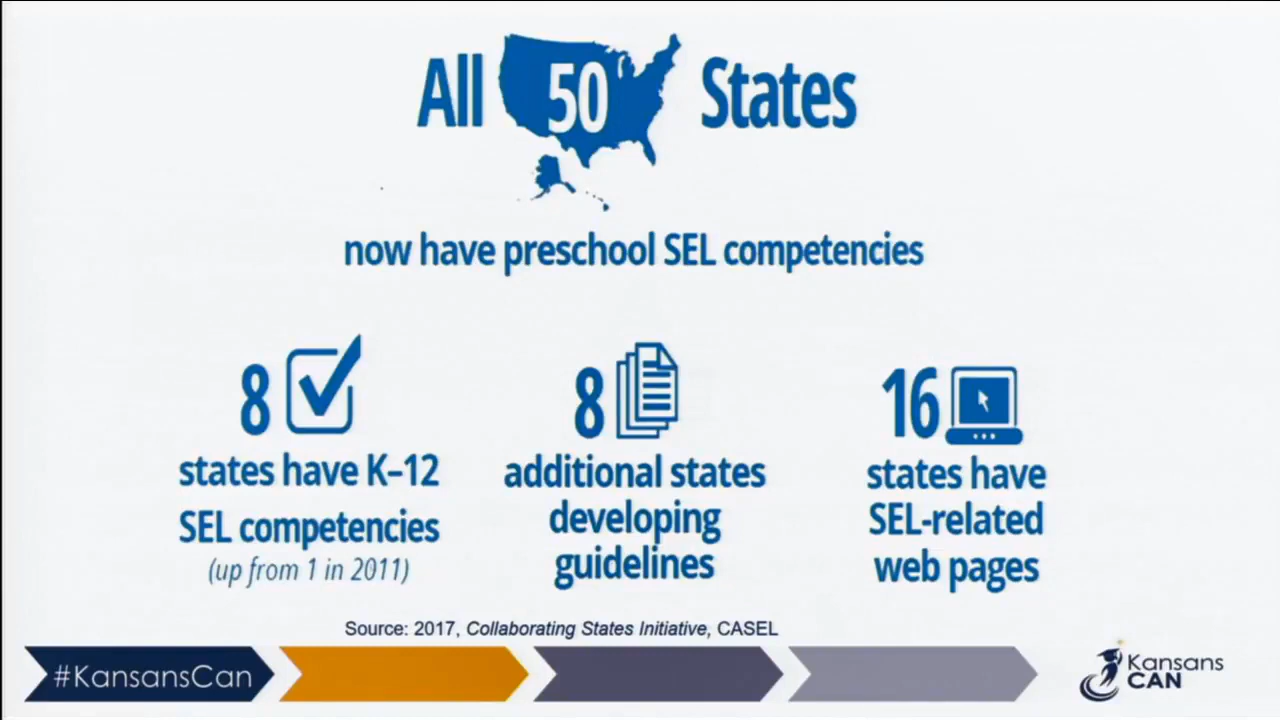 All 50 States
now have preschool SEL competencies
8
states have K–12
SEL competencies
(up from 1 in 2011)
8
additional states
developing
guidelines
16
states have
SEL-related
web pages
Source: 2017, Collaborating States Initiative, CASEL
#KansansCan
Kansans
CAN